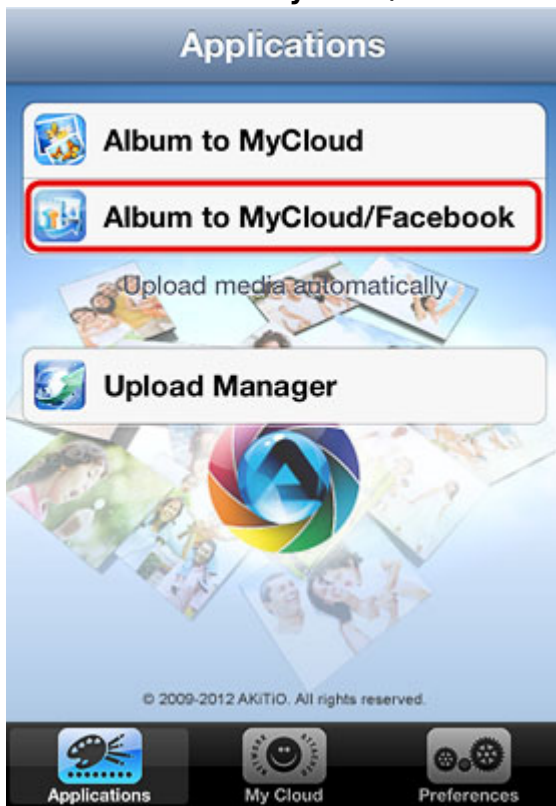 Applications
Album to MyCloud
Album to MyCloud/Facebook
Upload media automatically
Upload Manager
© 2009-2012 AKiTiO. All rights reserved.
Applications
My Cloud
Preferences